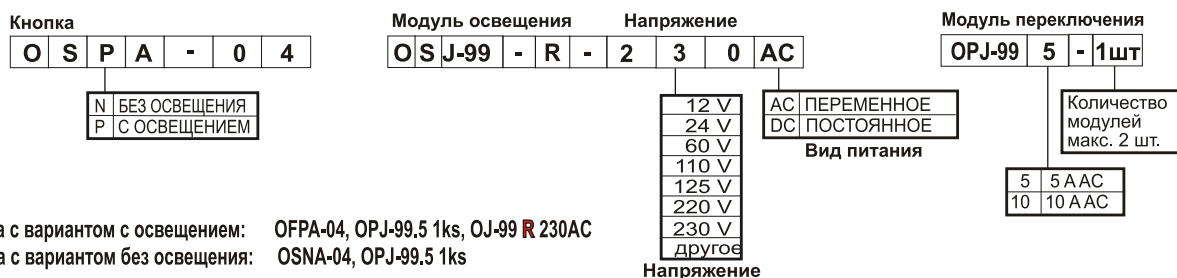 Кнопка
O S P A - 0 4
N БЕЗ ОСВЕЩЕНИЯ
P С ОСВЕЩЕНИЕМ
Модуль освещения Напряжение
O S J-99 - R - 2 3 0 AC
12 V
24 V
60 V
110 V
125 V
220 V
230 V
другое
Напряжение
AC ПЕРЕМЕННОЕ
DC ПОСТОЯННОЕ
Вид питания
Модуль переключения
OPJ-99 5 - 1шт
Количество
модулей
макс. 2 шт.
5 5 A AC
10 10 A AC
с вариантом с освещением: OFPA-04, OPJ-99.5 1ks, OJ-99 R 230AC
с вариантом без освещения: OSNA-04, OPJ-99.5 1ks